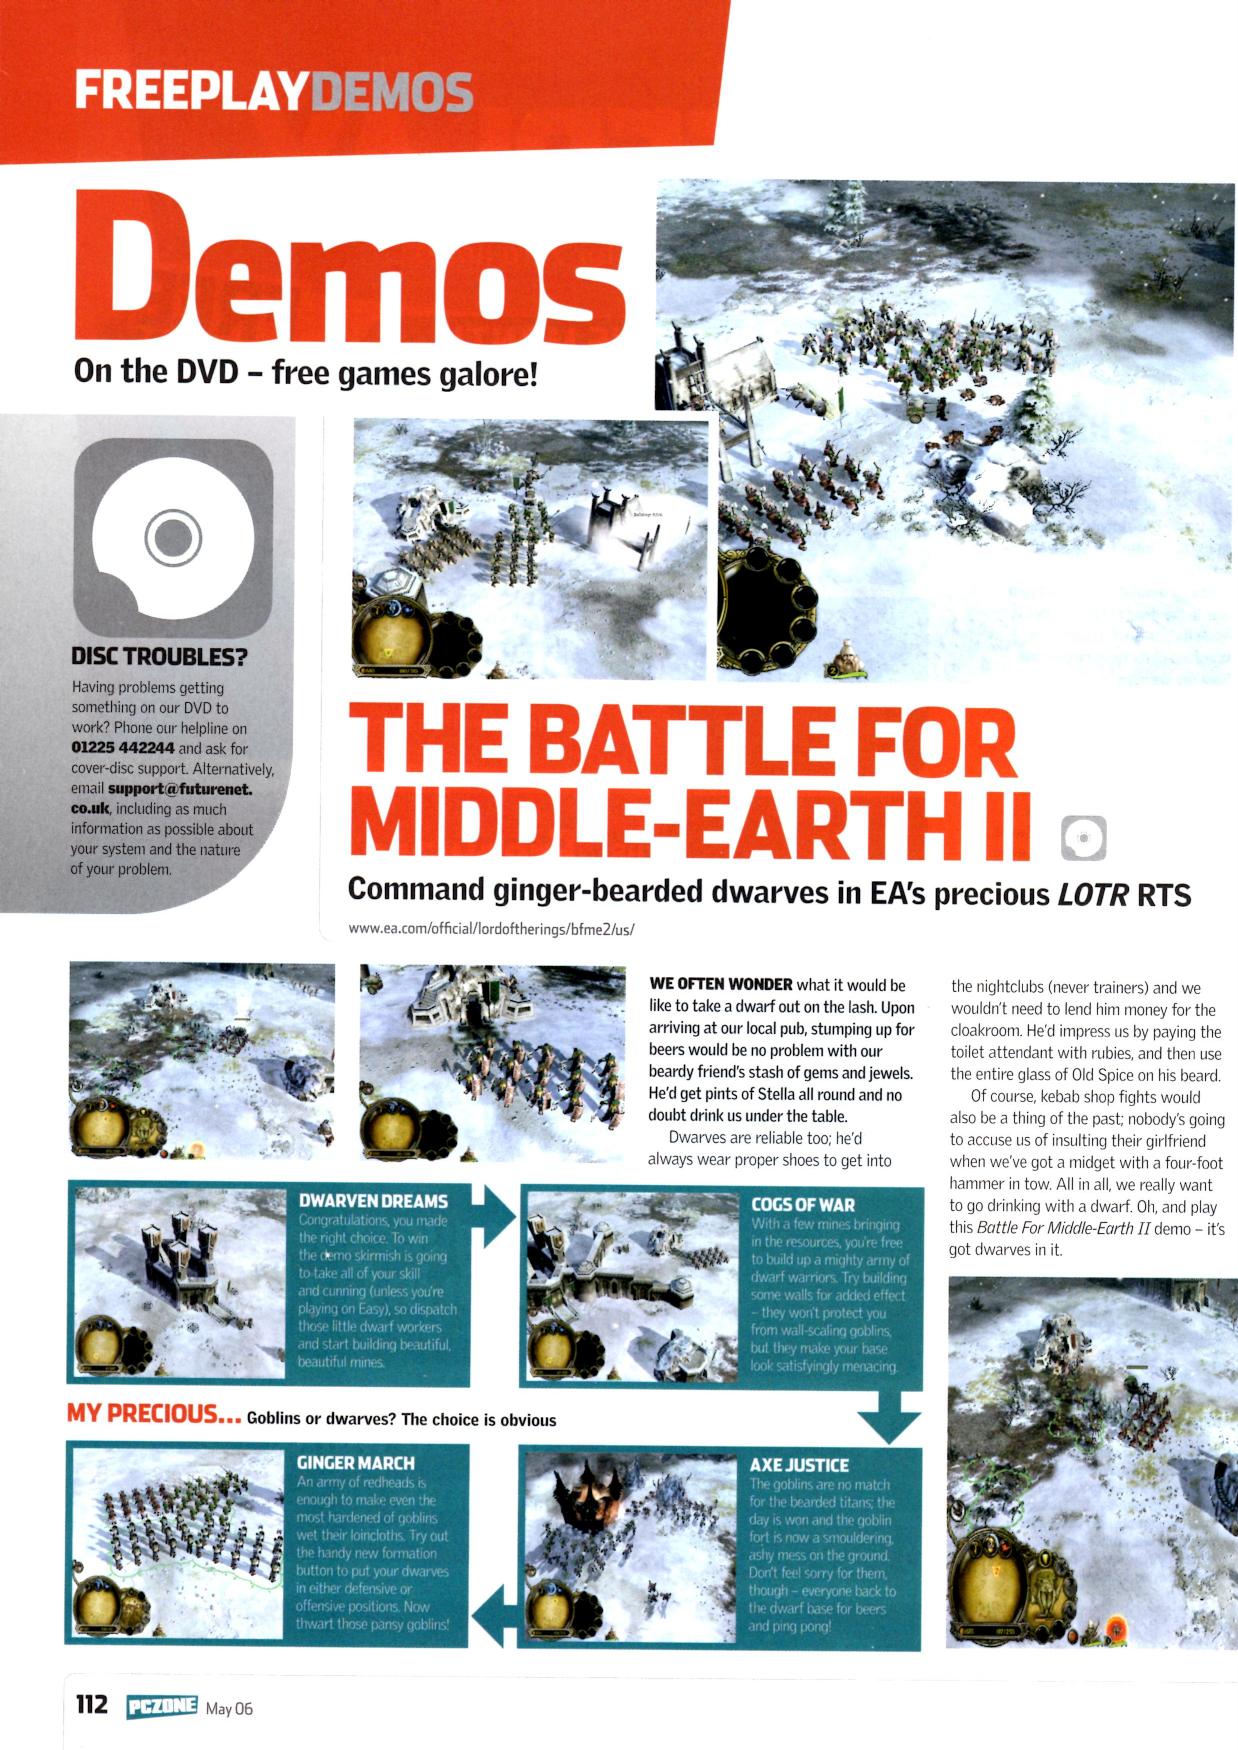 FREEPLAYDEMOS
Demos
On the DVD – free games galore!
DISC TROUBLES?
Having problems getting
something on our DVD to
work? Phone our helpline on
01225 442244 and ask for
cover-disc support. Alternatively,
email support@futurenet.
co.uk, including as much
information as possible about
your system and the nature
of your problem.
THE BATTLE FOR
MIDDLE-EARTH II
Command ginger-bearded dwarves in EA's precious LOTR RTS
www.ea.com/official/lordoftherings/bfme2/us/
WE OFTEN WONDER what it would be
like to take a dwarf out on the lash. Upon
arriving at our local pub, stumping up for
beers would be no problem with our
beardy friend's stash of gems and jewels.
He'd get pints of Stella all round and no
doubt drink us under the table.
Dwarves are reliable too; he'd
always wear proper shoes to get into
the nightclubs (never trainers) and we
wouldn't need to lend him money for the
cloakroom. He'd impress us by paying the
toilet attendant with rubies, and then use
the entire glass of Old Spice on his beard.
Of course, kebab shop fights would
also be a thing of the past; nobody's going
to accuse us of insulting their girlfriend
when we've got a midget with a four-foot
hammer in tow. All in all, we really want
to go drinking with a dwarf. Oh, and play
this Battle For Middle-Earth II demo – it's
got dwarves in it.
DWARVEN DREAMS
Congratulations, you made
the right choice. To win
the demo skirmish is going
to take all of your skill
and cunning (unless you're
playing on Easy), so dispatch
those little dwarf workers
and start building beautiful,
beautiful mines.
COGS OF WAR
With a few mines bringing
in the resources, you're free
to build up a mighty army of
dwarf warriors. Try building
some walls for added effect
– they won't protect you
from wall-scaling goblins,
but they make your base
look satisfyingly menacing.
MY PRECIOUS... Goblins or dwarves? The choice is obvious
GINGER MARCH
An army of redheads is
enough to make even the
most hardened of goblins
wet their loincloths. Try out
the handy new formation
button to put your dwarves
in either defensive or
offensive positions. Now
thwart those pansy goblins!
AXE JUSTICE
The goblins are no match
for the bearded titans; the
day is won and the goblin
fort is now a smouldering,
ashy mess on the ground.
Don't feel sorry for them,
though – everyone back to
the dwarf base for beers
and ping pong!
112 PCZONE May 06